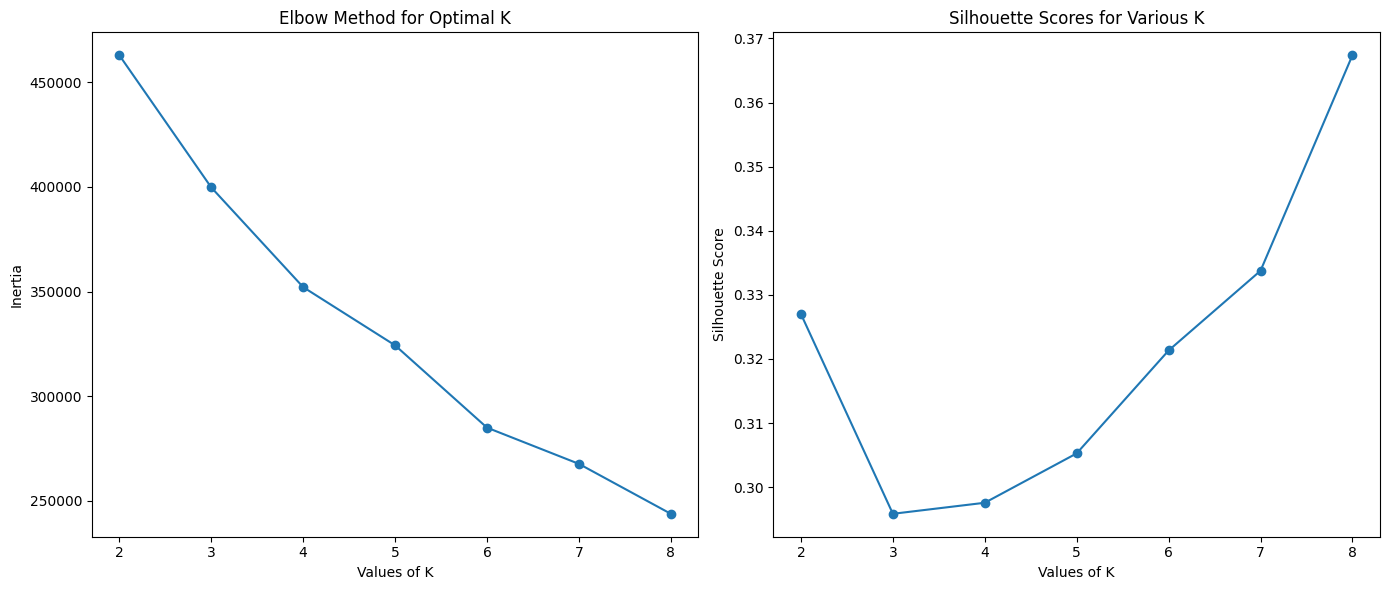 Elbow Method for Optimal K
450000
400000
350000
300000
250000
Inertia
2 3 4 5 6 7 8
Values of K
Silhouette Scores for Various K
0.37
0.36
0.35
0.34
0.33
0.32
0.31
0.30
Silhouette Score
2 3 4 5 6 7 8
Values of K